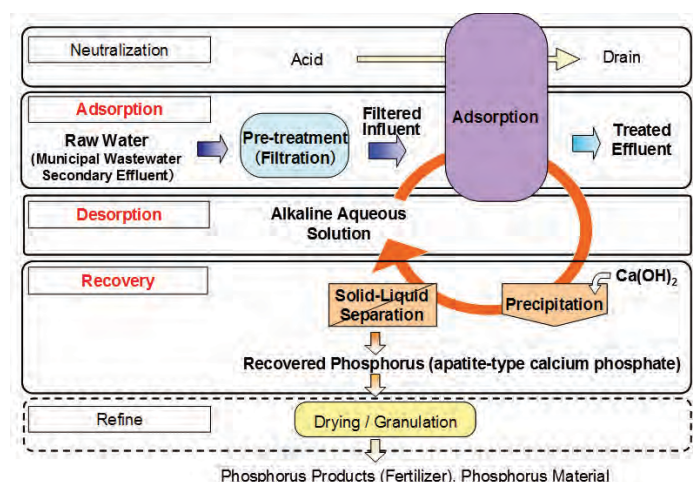 Neutralization
Acid
Drain
Adsorption
Raw Water
(Municipal Wastewater
Secondary Effluent)
Pre-treatment
(Filtration)
Filtered
Influent
Adsorption
Treated
Effluent
Desorption
Alkaline Aqueous
Solution
Recovery
Solid-Liquid
Separation
Precipitation
Ca(OH)₂
Recovered Phosphorus (apatite-type calcium phosphate)
Refine
Drying / Granulation
Phosphorus Products (Fertilizer), Phosphorus Material